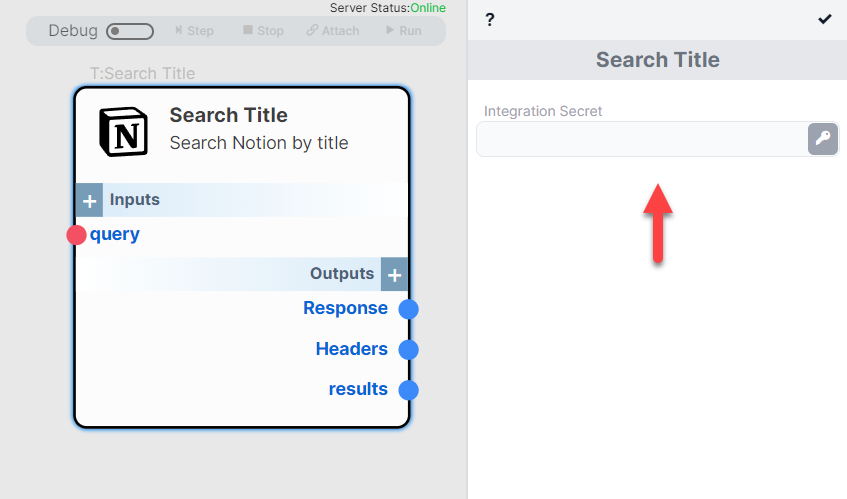 Server Status:Online
Debug Step Stop Attach Run
T:Search Title
N
Search Title
Search Notion by title
+ Inputs
query
Outputs +
Response
Headers
results
?
Search Title
Integration Secret